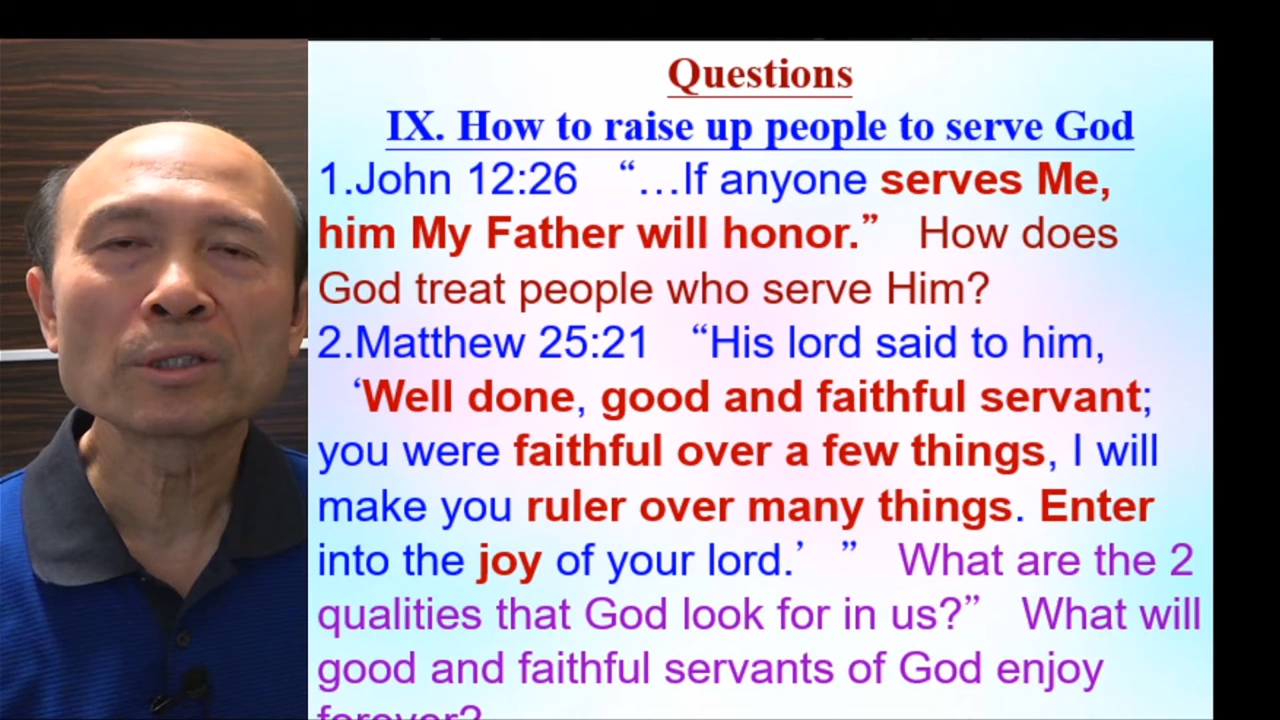 Questions
IX. How to raise up people to serve God
1.John 12:26 “…If anyone serves Me,
him My Father will honor.” How does
God treat people who serve Him?
2.Matthew 25:21 “His lord said to him,
‘Well done, good and faithful servant;
you were faithful over a few things, I will
make you ruler over many things. Enter
into the joy of your lord.’ ” What are the 2
qualities that God look for in us?” What will
good and faithful servants of God enjoy
forever?